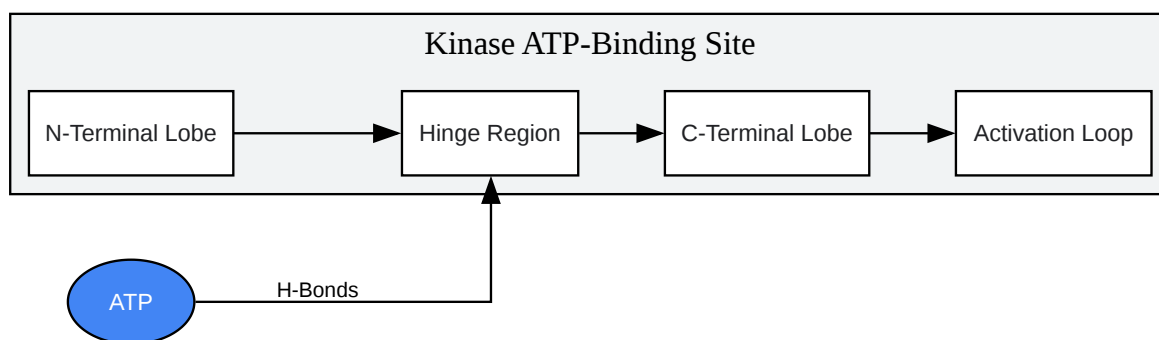 Kinase ATP-Binding Site
N-Terminal Lobe
Hinge Region
C-Terminal Lobe
Activation Loop
H-Bonds
ATP